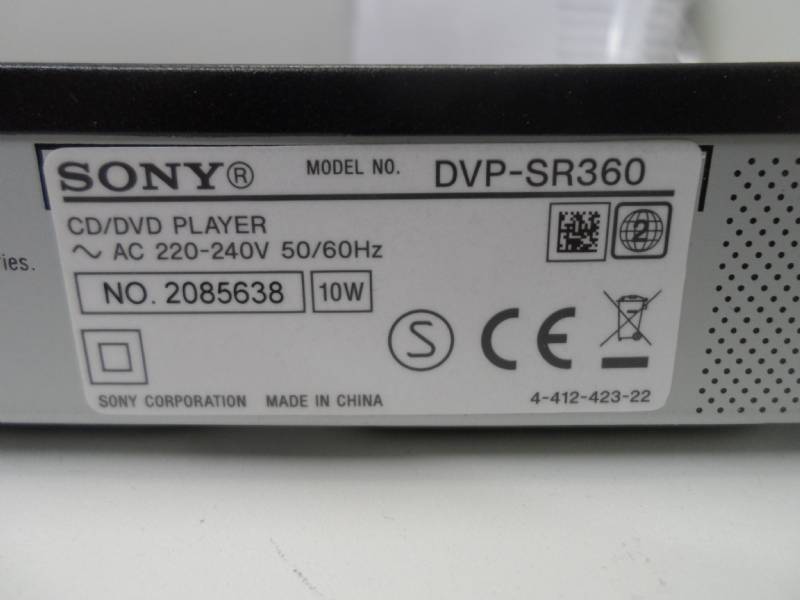 SONY® MODEL NO. DVP-SR360
CD/DVD PLAYER
~ AC 220-240V 50/60Hz
2
NO. 2085638 10W
S
CE
SONY CORPORATION MADE IN CHINA 4-412-423-22
ies.